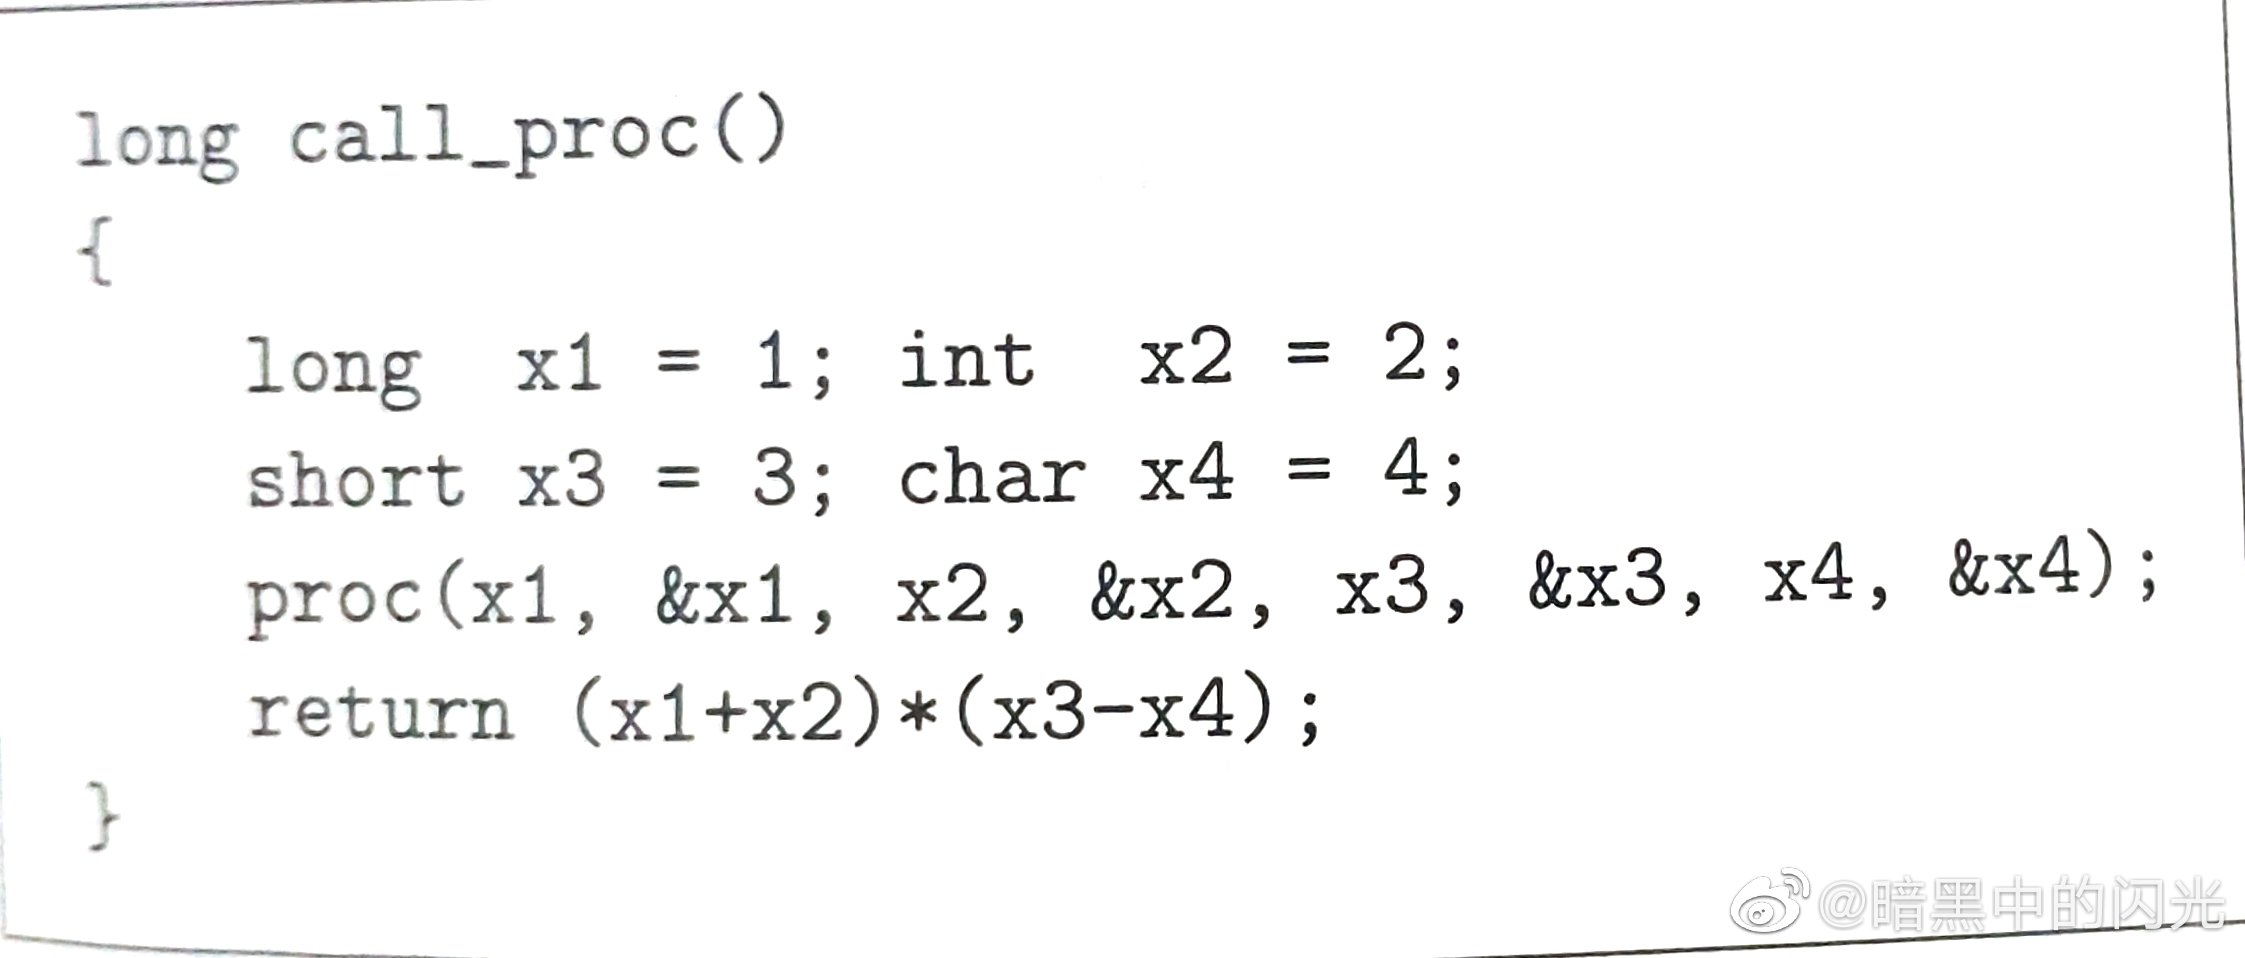 long call_proc()
{
long x1 = 1; int x2 = 2;
short x3 = 3; char x4 = 4;
proc(x1, &x1, x2, &x2, x3, &x3, x4, &x4);
return (x1+x2)*(x3-x4);
}
@暗黑中的闪光